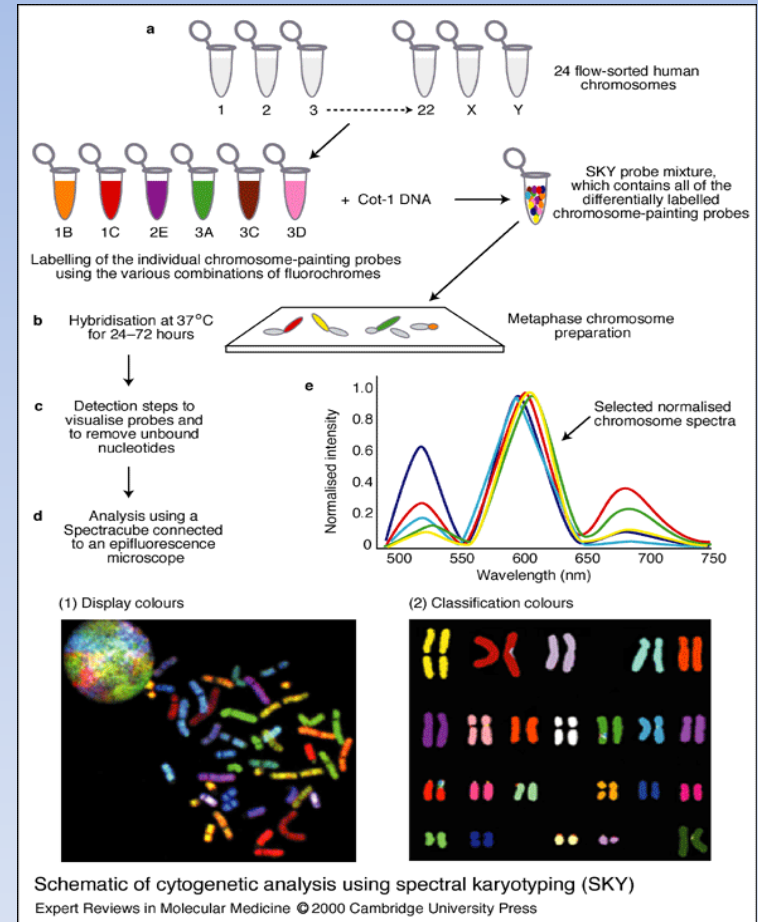 a
1 2 3 22 X Y
24 flow-sorted human
chromosomes
1B 1C 2E 3A 3C 3D
+ Cot-1 DNA
SKY probe mixture,
which contains all of the
differentially labelled
chromosome-painting probes
Labelling of the individual chromosome-painting probes
using the various combinations of fluorochromes
b
Hybridisation at 37°C
for 24–72 hours
Metaphase chromosome
preparation
c
Detection steps to
visualise probes and
to remove unbound
nucleotides
d
Analysis using a
Spectracube connected
to an epifluorescence
microscope
e
Normalised intensity
1.0
0.8
0.6
0.4
0.2
0
Selected normalised
chromosome spectra
500 550 600 650 700 750
Wavelength (nm)
(1) Display colours
(2) Classification colours
Schematic of cytogenetic analysis using spectral karyotyping (SKY)
Expert Reviews in Molecular Medicine © 2000 Cambridge University Press